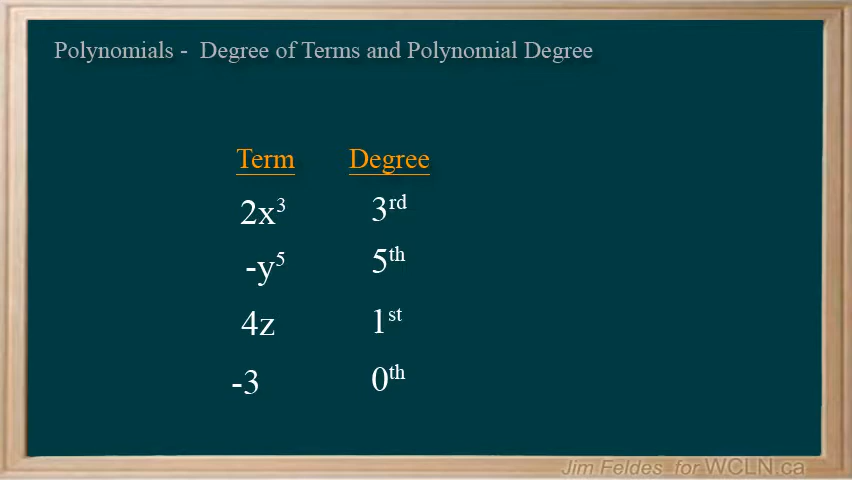 Polynomials - Degree of Terms and Polynomial Degree
Term Degree
2x³ 3rd
-y⁵ 5th
4z 1st
-3 0th
Jim Feldes for WCLN.ca